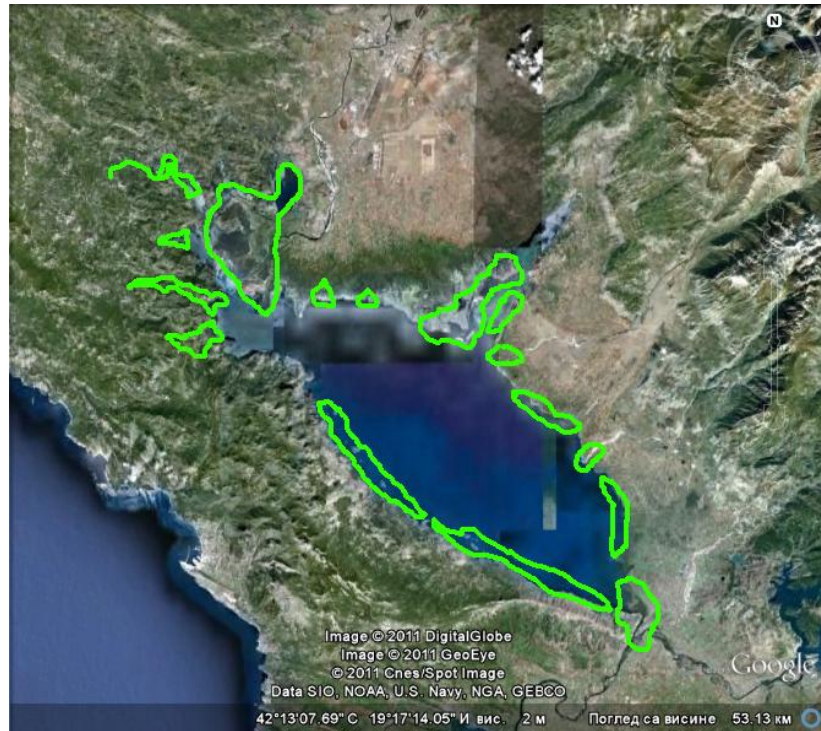 N
Image © 2011 DigitalGlobe
Image © 2011 GeoEye
© 2011 Cnes/Spot Image
Data SIO, NOAA, U.S. Navy, NGA, GEBCO
Google
42°13'07.69" С 19°17'14.05" И вис. 2 м Поглед са висине 53.13 км